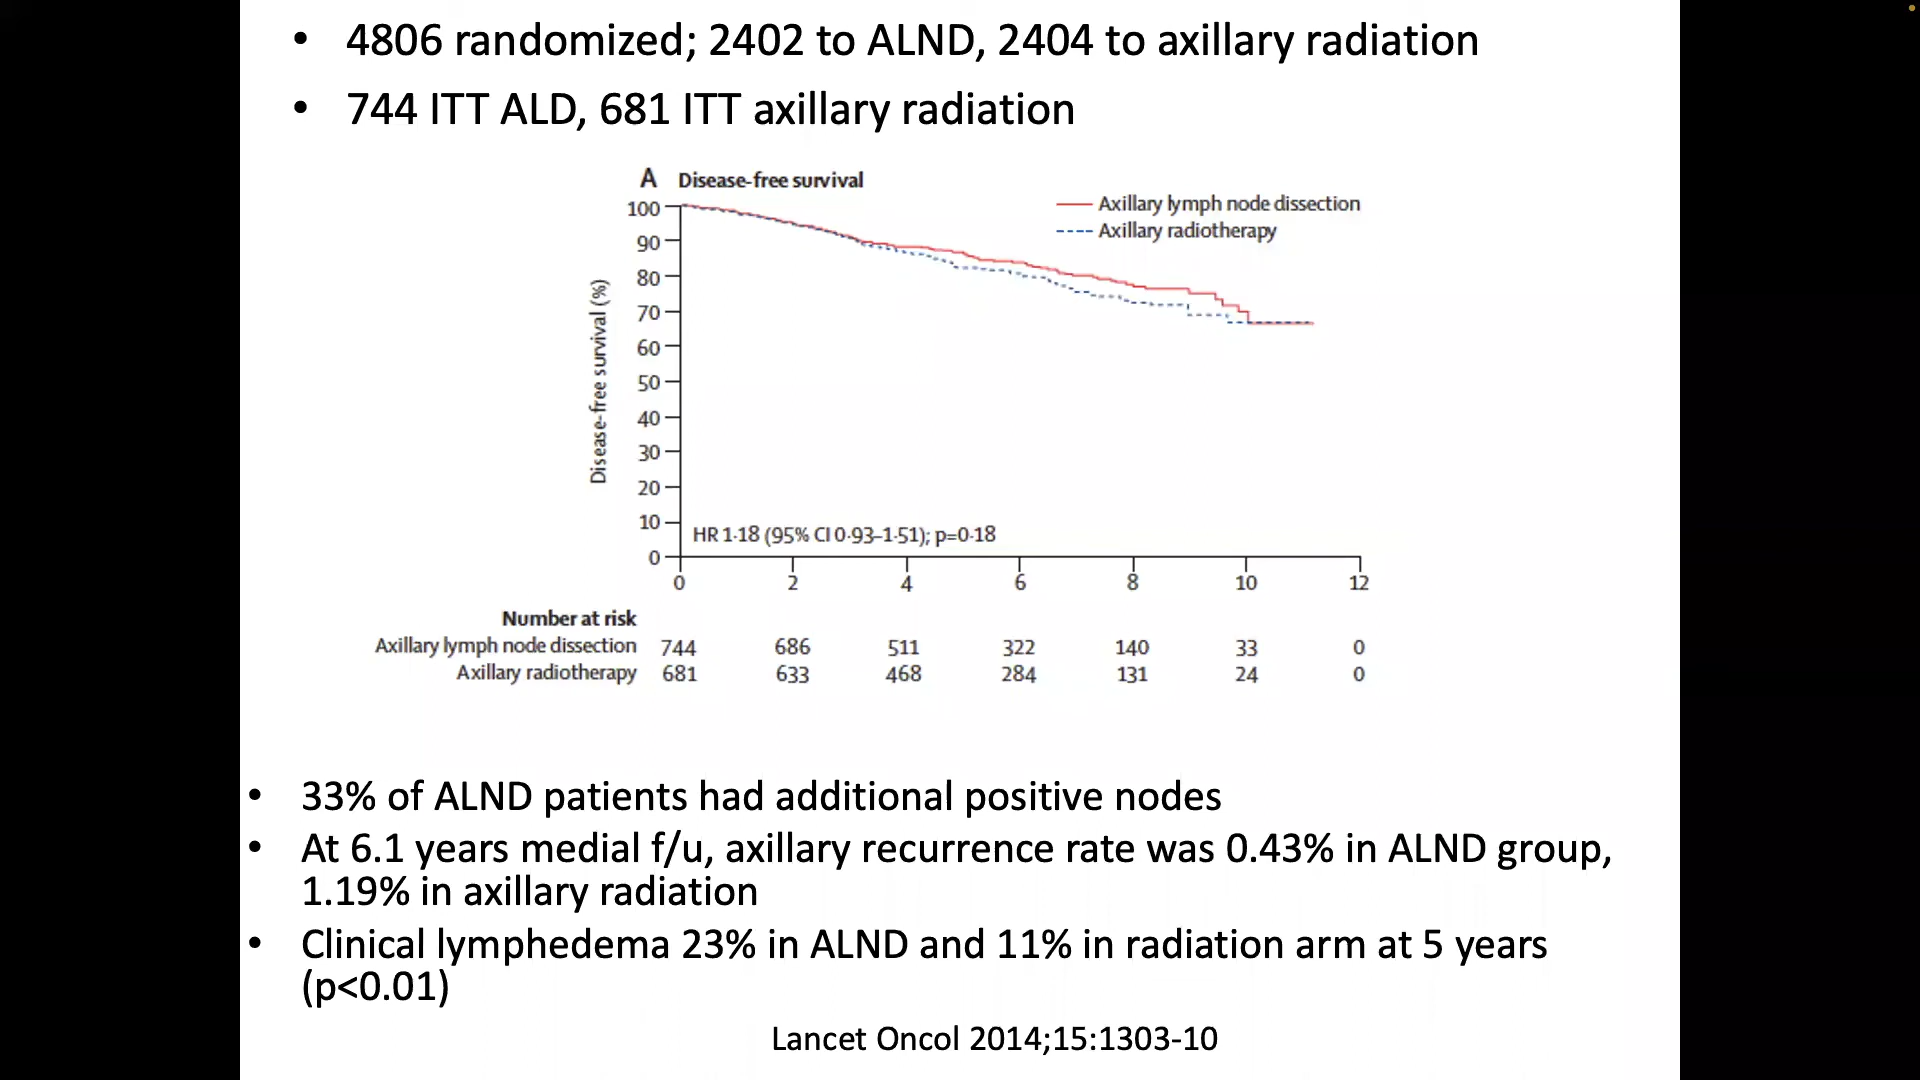 • 4806 randomized; 2402 to ALND, 2404 to axillary radiation
• 744 ITT ALD, 681 ITT axillary radiation
A Disease-free survival
Axillary lymph node dissection
Axillary radiotherapy
Disease-free survival (%)
100
90
80
70
60
50
40
30
20
10
0
HR 1·18 (95% CI 0·93–1·51); p=0·18
0 2 4 6 8 10 12
Number at risk
Axillary lymph node dissection 744 686 511 322 140 33 0
Axillary radiotherapy 681 633 468 284 131 24 0
• 33% of ALND patients had additional positive nodes
• At 6.1 years medial f/u, axillary recurrence rate was 0.43% in ALND group,
1.19% in axillary radiation
• Clinical lymphedema 23% in ALND and 11% in radiation arm at 5 years
(p<0.01)
Lancet Oncol 2014;15:1303-10